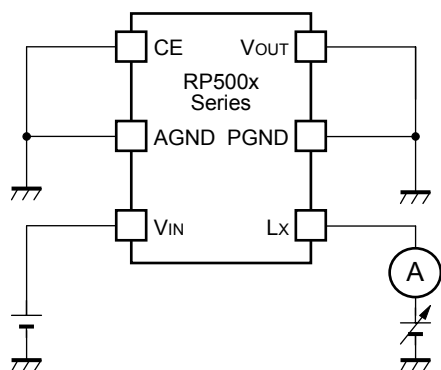 CE
VOUT
RP500x
Series
AGND
PGND
VIN
LX
A